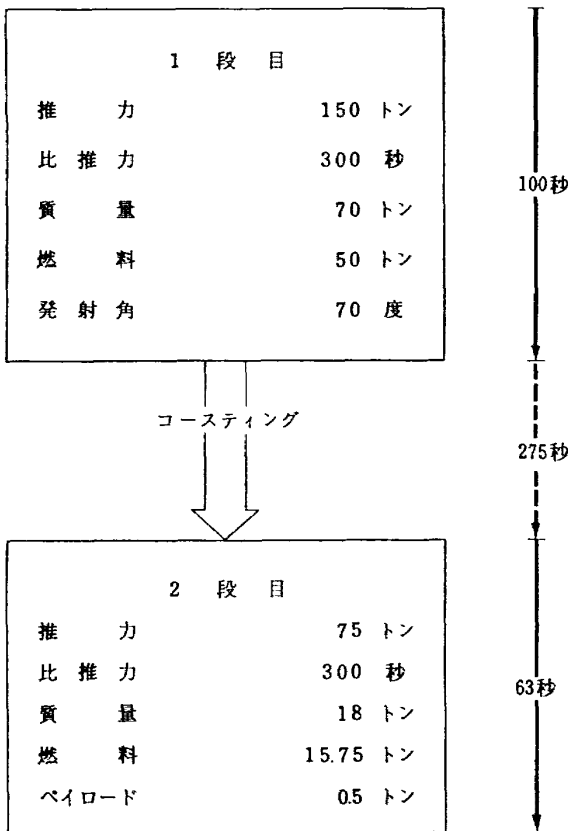 1 段 目
推 力 150 トン
比 推 力 300 秒
質 量 70 トン
燃 料 50 トン
発 射 角 70 度
100秒
コースティング
275秒
2 段 目
推 力 75 トン
比 推 力 300 秒
質 量 18 トン
燃 料 15.75 トン
ペイロード 0.5 トン
63秒